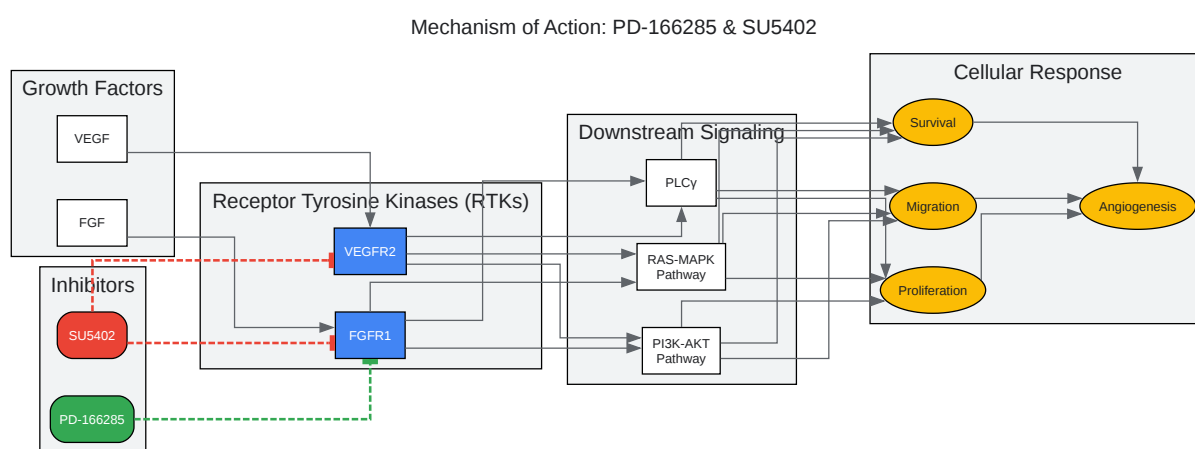 Mechanism of Action: PD-166285 & SU5402
Growth Factors
VEGF
FGF
Inhibitors
SU5402
PD-166285
Receptor Tyrosine Kinases (RTKs)
VEGFR2
FGFR1
Downstream Signaling
PLCγ
RAS-MAPK
Pathway
PI3K-AKT
Pathway
Cellular Response
Survival
Migration
Proliferation
Angiogenesis